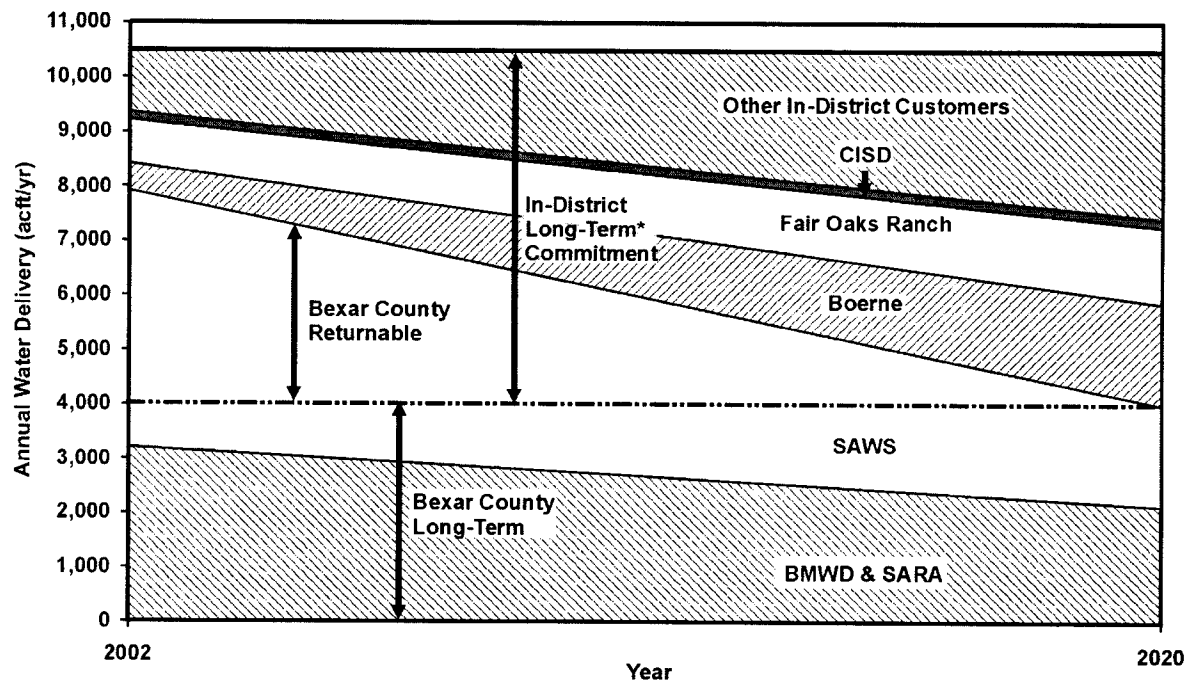 11,000
10,000
9,000
8,000
7,000
6,000
5,000
4,000
3,000
2,000
1,000
0
Annual Water Delivery (acft/yr)
Other In-District Customers
CISD
Fair Oaks Ranch
In-District
Long-Term*
Commitment
Boerne
Bexar County
Returnable
SAWS
Bexar County
Long-Term
BMWD & SARA
2002
2020
Year